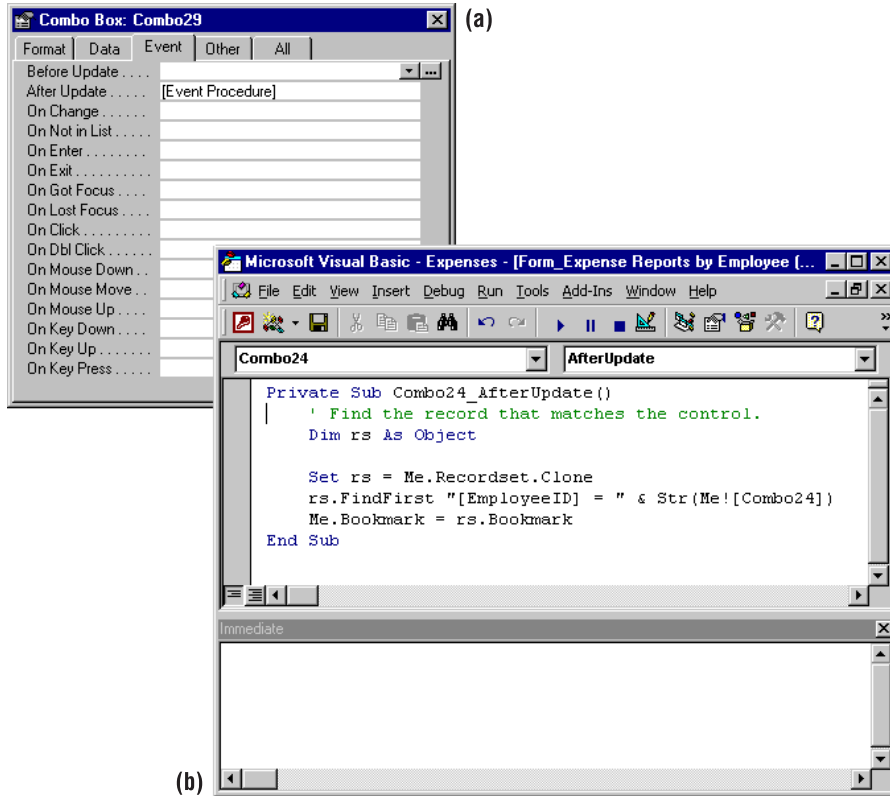 Combo Box: Combo29
(a)
Format Data Event Other All
Before Update . . . .
After Update . . . . . [Event Procedure]
On Change . . . . . .
On Not in List . . . . .
On Enter . . . . . . . .
On Exit . . . . . . . . . .
On Got Focus . . . .
On Lost Focus . . . .
On Click . . . . . . . . .
On Dbl Click . . . . . .
On Mouse Down . .
On Mouse Move . .
On Mouse Up . . . .
On Key Down . . . .
On Key Up . . . . . . .
On Key Press . . . . .
Microsoft Visual Basic - Expenses - [Form_Expense Reports by Employee (...
File Edit View Insert Debug Run Tools Add-Ins Window Help
Combo24 AfterUpdate
Private Sub Combo24_AfterUpdate()
' Find the record that matches the control.
Dim rs As Object
Set rs = Me.Recordset.Clone
rs.FindFirst "[EmployeeID] = " & Str(Me![Combo24])
Me.Bookmark = rs.Bookmark
End Sub
Immediate
(b)